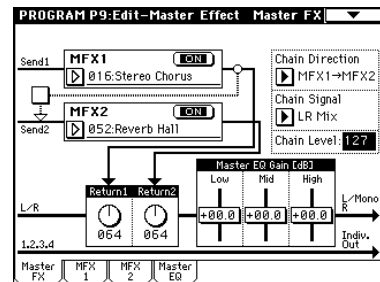 PROGRAM P9:Edit-Master Effect Master FX
Send1
MFX1 ON
016:Stereo Chorus
Send2
MFX2 ON
052:Reverb Hall
Chain Direction
MFX1→MFX2
Chain Signal
LR Mix
Chain Level: 127
Master EQ Gain [dB]
Low Mid High
+00.0 +00.0 +00.0
Return1 Return2
064 064
L/R
L/Mono
R
1.2.3.4
Indiv.
Out
Master FX
MFX 1
MFX 2
Master EQ